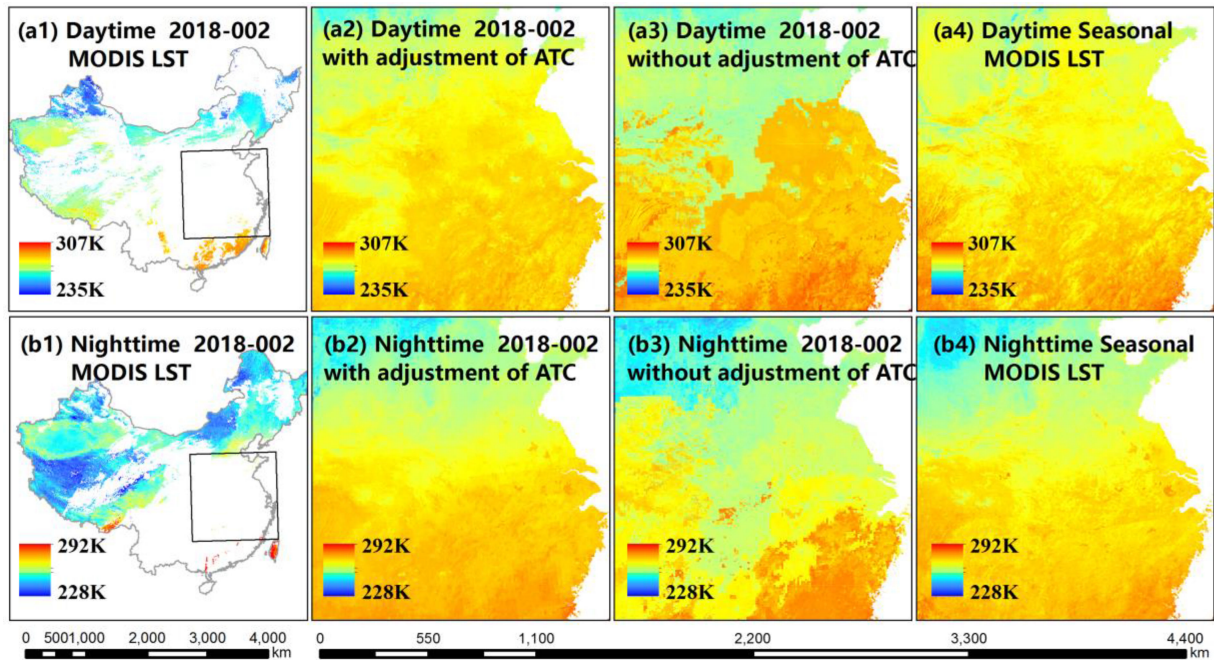 (a1) Daytime 2018-002
MODIS LST
307K
235K
(a2) Daytime 2018-002
with adjustment of ATC
307K
235K
(a3) Daytime 2018-002
without adjustment of ATC
307K
235K
(a4) Daytime Seasonal
MODIS LST
307K
235K
(b1) Nighttime 2018-002
MODIS LST
292K
228K
(b2) Nighttime 2018-002
with adjustment of ATC
292K
228K
(b3) Nighttime 2018-002
without adjustment of ATC
292K
228K
(b4) Nighttime Seasonal
MODIS LST
292K
228K
0 5001,000 2,000 3,000 4,000
km
0 550 1,100 2,200 3,300 4,400
km